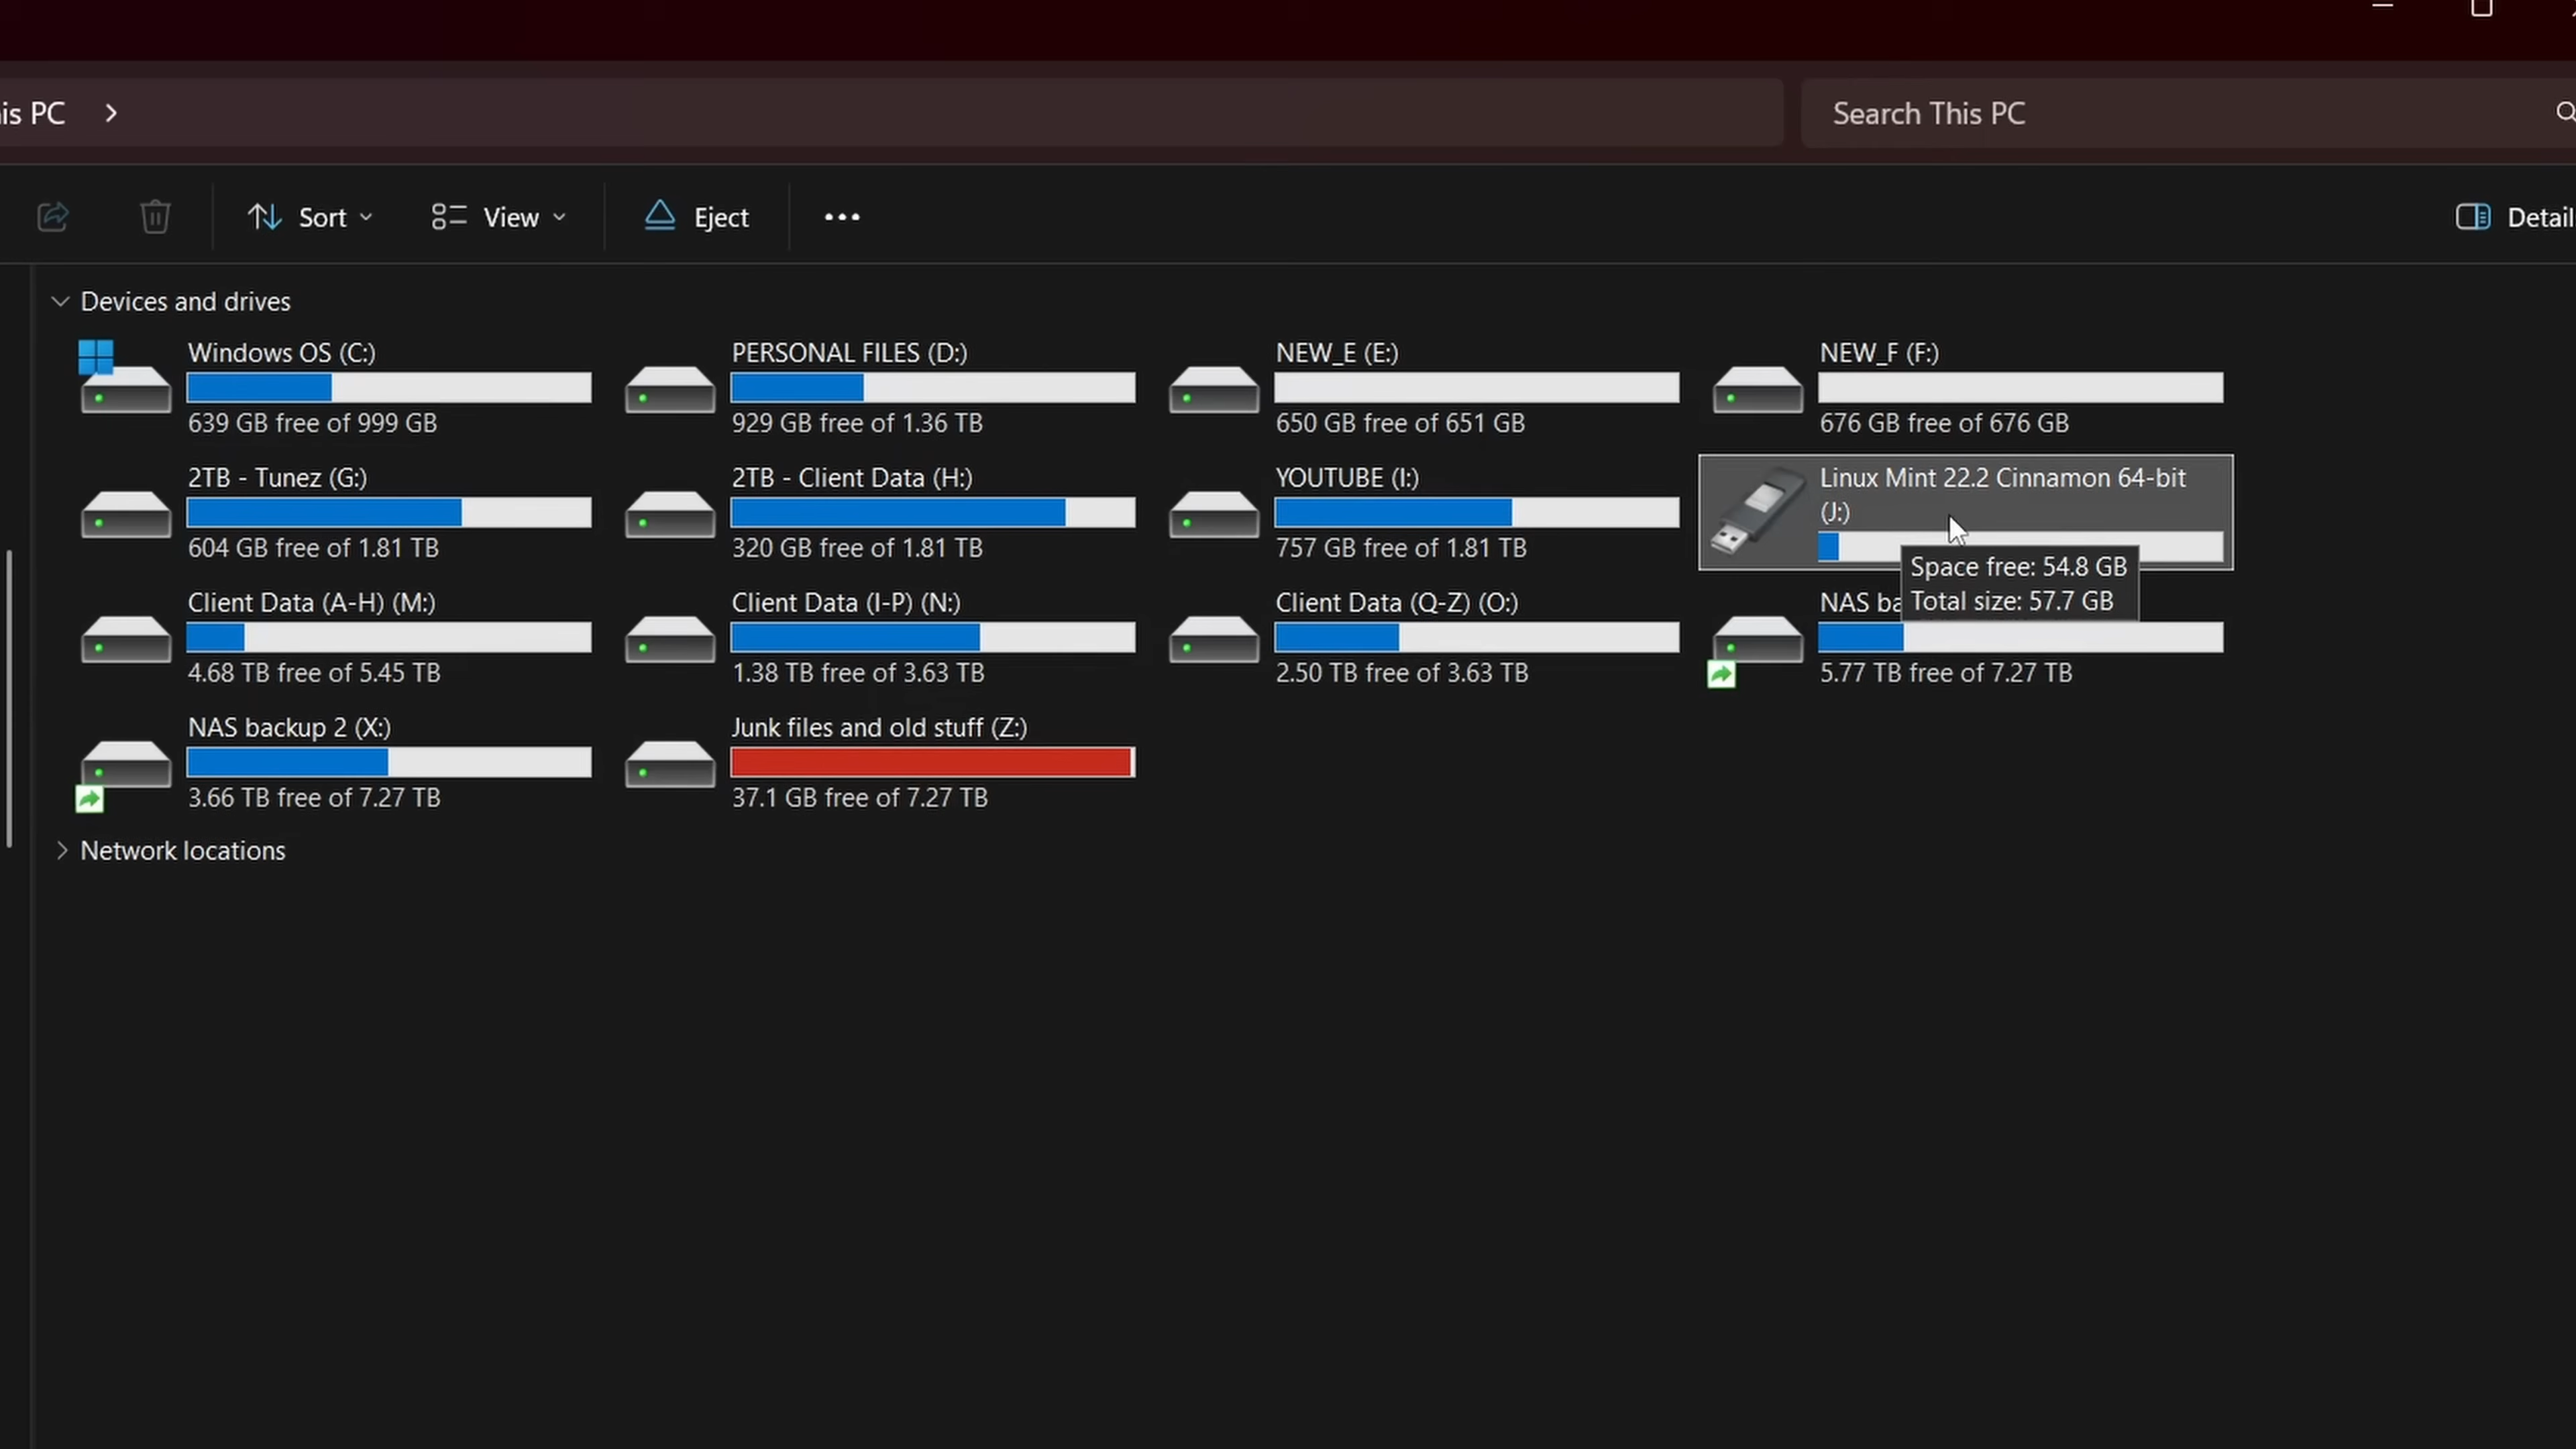 is PC
Search This PC
Sort
View
Eject
Detail
Devices and drives
Windows OS (C:)
639 GB free of 999 GB
PERSONAL FILES (D:)
929 GB free of 1.36 TB
NEW_E (E:)
650 GB free of 651 GB
NEW_F (F:)
676 GB free of 676 GB
2TB - Tunez (G:)
604 GB free of 1.81 TB
2TB - Client Data (H:)
320 GB free of 1.81 TB
YOUTUBE (I:)
757 GB free of 1.81 TB
Linux Mint 22.2 Cinnamon 64-bit
(J:)
Space free: 54.8 GB
Total size: 57.7 GB
Client Data (A-H) (M:)
4.68 TB free of 5.45 TB
Client Data (I-P) (N:)
1.38 TB free of 3.63 TB
Client Data (Q-Z) (O:)
2.50 TB free of 3.63 TB
NAS ba
5.77 TB free of 7.27 TB
NAS backup 2 (X:)
3.66 TB free of 7.27 TB
Junk files and old stuff (Z:)
37.1 GB free of 7.27 TB
Network locations